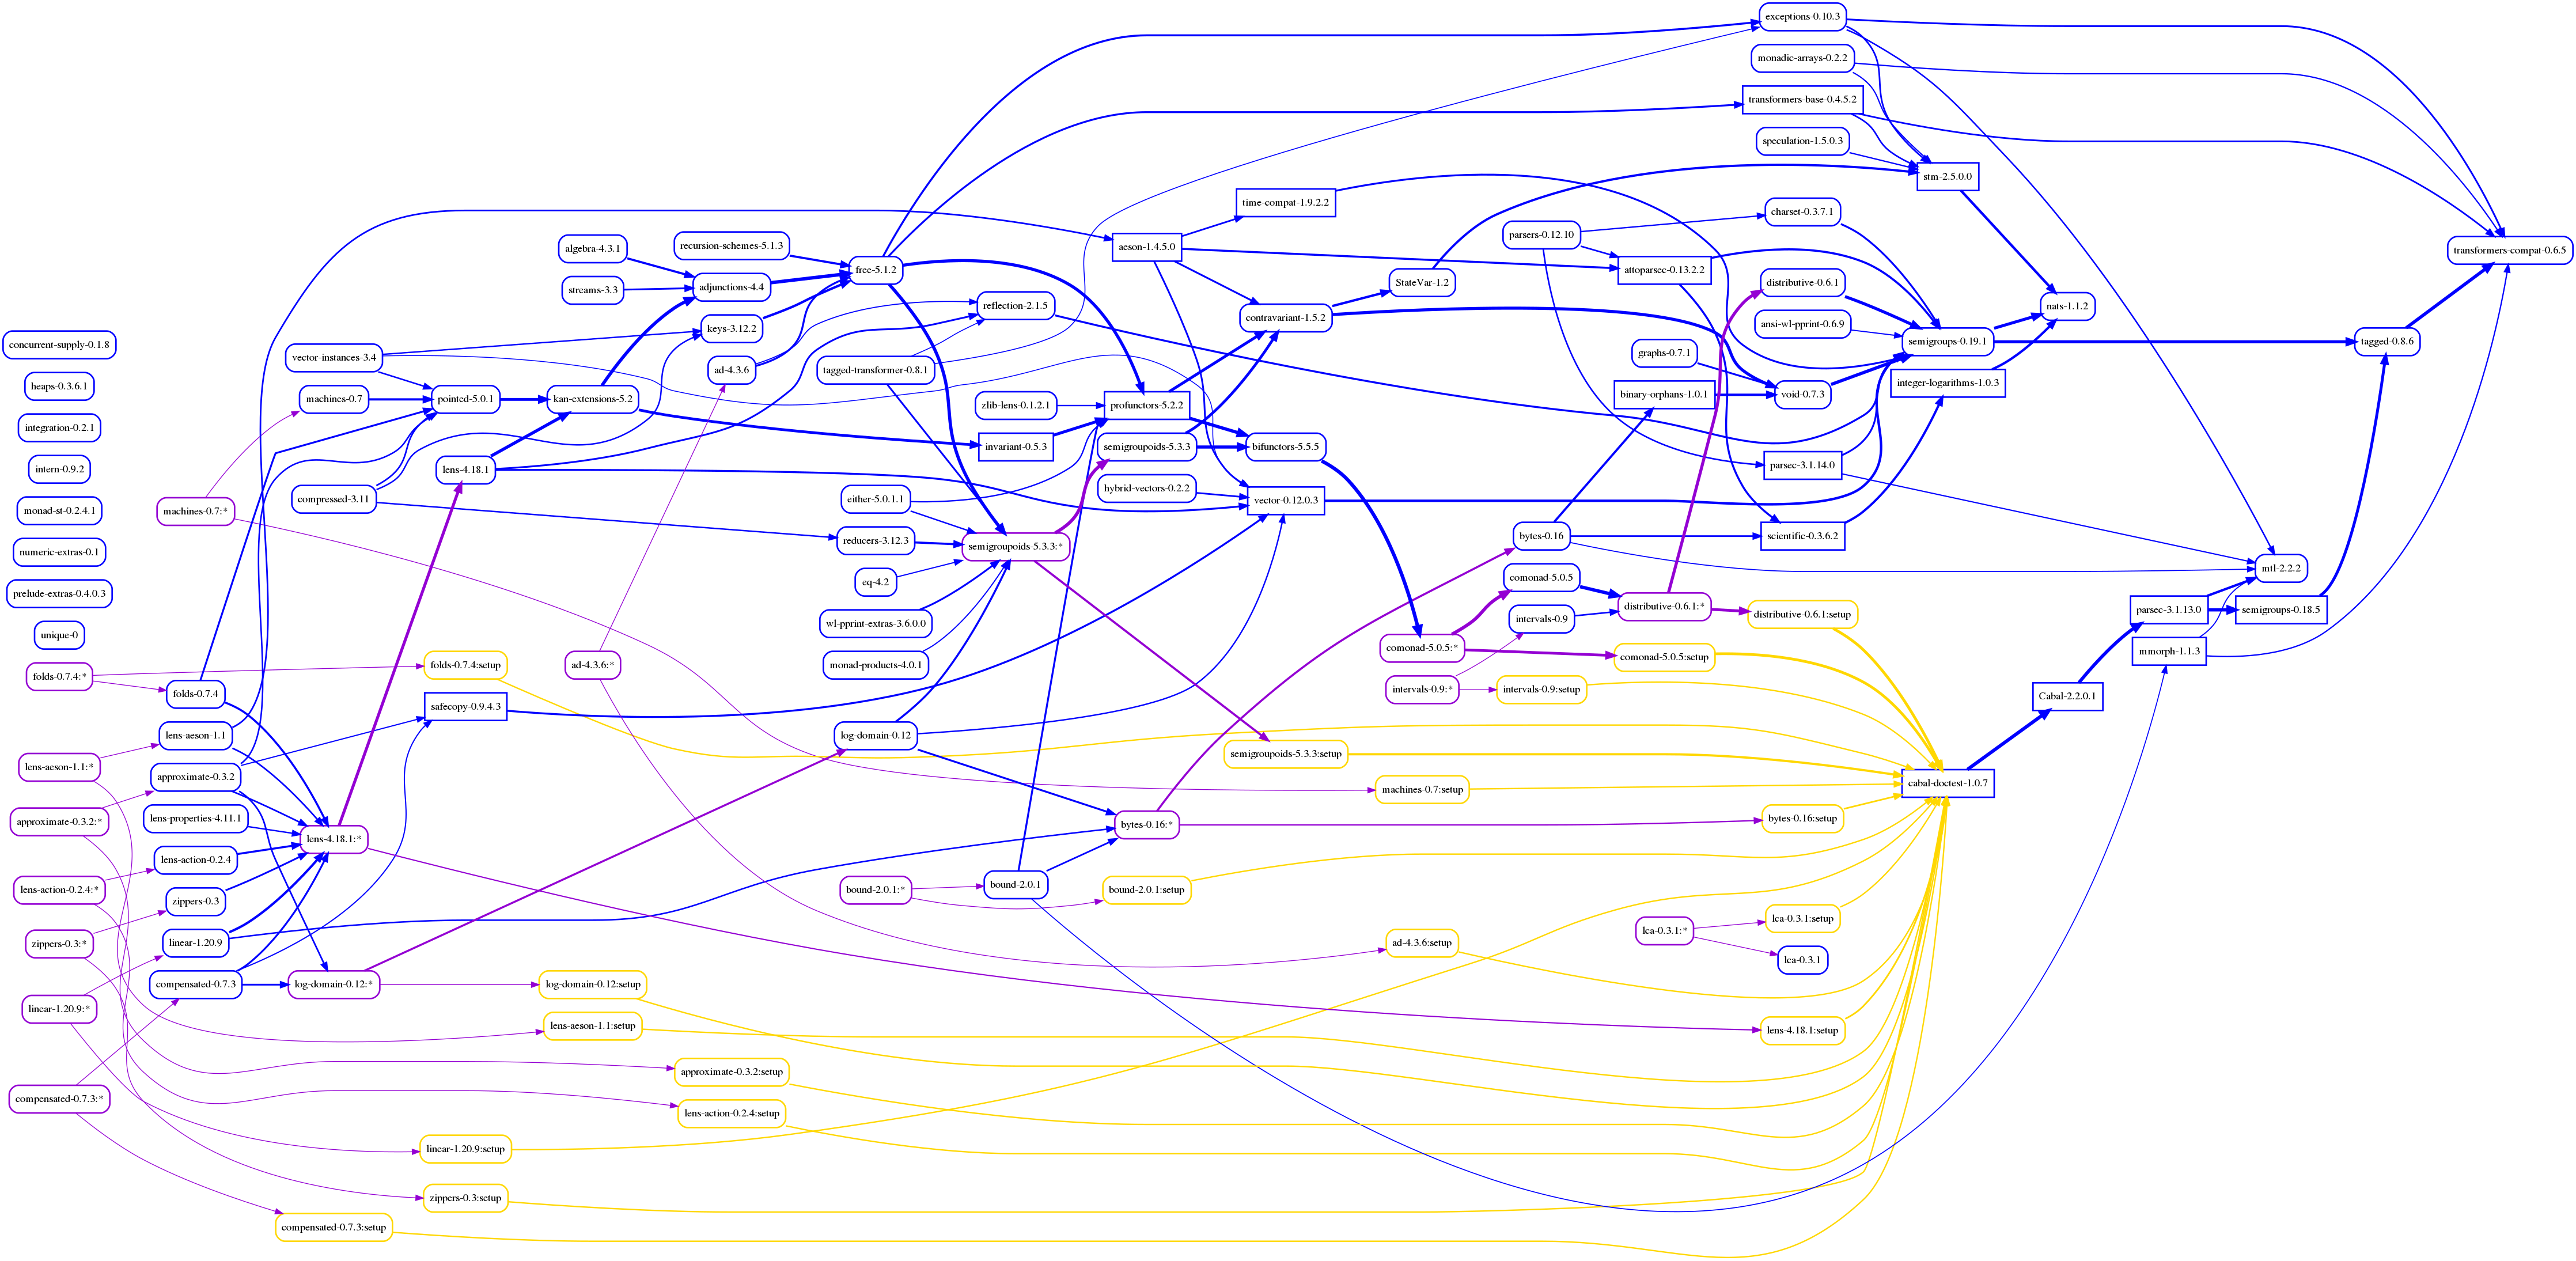 exceptions-0.10.3
monadic-arrays-0.2.2
transformers-base-0.4.5.2
speculation-1.5.0.3
stm-2.5.0.0
time-compat-1.9.2.2
charset-0.3.7.1
parsers-0.12.10
algebra-4.3.1
recursion-schemes-5.1.3
aeson-1.4.5.0
transformers-compat-0.6.5
free-5.1.2
attoparsec-0.13.2.2
streams-3.3
adjunctions-4.4
StateVar-1.2
distributive-0.6.1
reflection-2.1.5
nats-1.1.2
contravariant-1.5.2
ansi-wl-pprint-0.6.9
keys-3.12.2
semigroups-0.19.1
tagged-0.8.6
concurrent-supply-0.1.8
vector-instances-3.4
graphs-0.7.1
ad-4.3.6
tagged-transformer-0.8.1
integer-logarithms-1.0.3
heaps-0.3.6.1
binary-orphans-1.0.1
void-0.7.3
machines-0.7
pointed-5.0.1
kan-extensions-5.2
zlib-lens-0.1.2.1
profunctors-5.2.2
integration-0.2.1
invariant-0.5.3
semigroupoids-5.3.3
bifunctors-5.5.5
intern-0.9.2
lens-4.18.1
parsec-3.1.14.0
hybrid-vectors-0.2.2
compressed-3.11
either-5.0.1.1
vector-0.12.0.3
monad-st-0.2.4.1
machines-0.7:*
bytes-0.16
scientific-0.3.6.2
reducers-3.12.3
semigroupoids-5.3.3:*
numeric-extras-0.1
mtl-2.2.2
comonad-5.0.5
eq-4.2
prelude-extras-0.4.0.3
distributive-0.6.1:*
parsec-3.1.13.0
semigroups-0.18.5
distributive-0.6.1:setup
intervals-0.9
wl-pprint-extras-3.6.0.0
unique-0
comonad-5.0.5:*
mmorph-1.1.3
comonad-5.0.5:setup
folds-0.7.4:setup
ad-4.3.6:*
monad-products-4.0.1
folds-0.7.4:*
intervals-0.9:*
intervals-0.9:setup
folds-0.7.4
Cabal-2.2.0.1
safecopy-0.9.4.3
lens-aeson-1.1
log-domain-0.12
semigroupoids-5.3.3:setup
lens-aeson-1.1:*
approximate-0.3.2
cabal-doctest-1.0.7
machines-0.7:setup
approximate-0.3.2:*
lens-properties-4.11.1
bytes-0.16:setup
bytes-0.16:*
lens-4.18.1:*
lens-action-0.2.4
lens-action-0.2.4:*
bound-2.0.1:*
bound-2.0.1
bound-2.0.1:setup
zippers-0.3
lca-0.3.1:setup
lca-0.3.1:*
zippers-0.3:*
linear-1.20.9
ad-4.3.6:setup
lca-0.3.1
compensated-0.7.3
log-domain-0.12:*
log-domain-0.12:setup
linear-1.20.9:*
lens-aeson-1.1:setup
lens-4.18.1:setup
approximate-0.3.2:setup
compensated-0.7.3:*
lens-action-0.2.4:setup
linear-1.20.9:setup
zippers-0.3:setup
compensated-0.7.3:setup